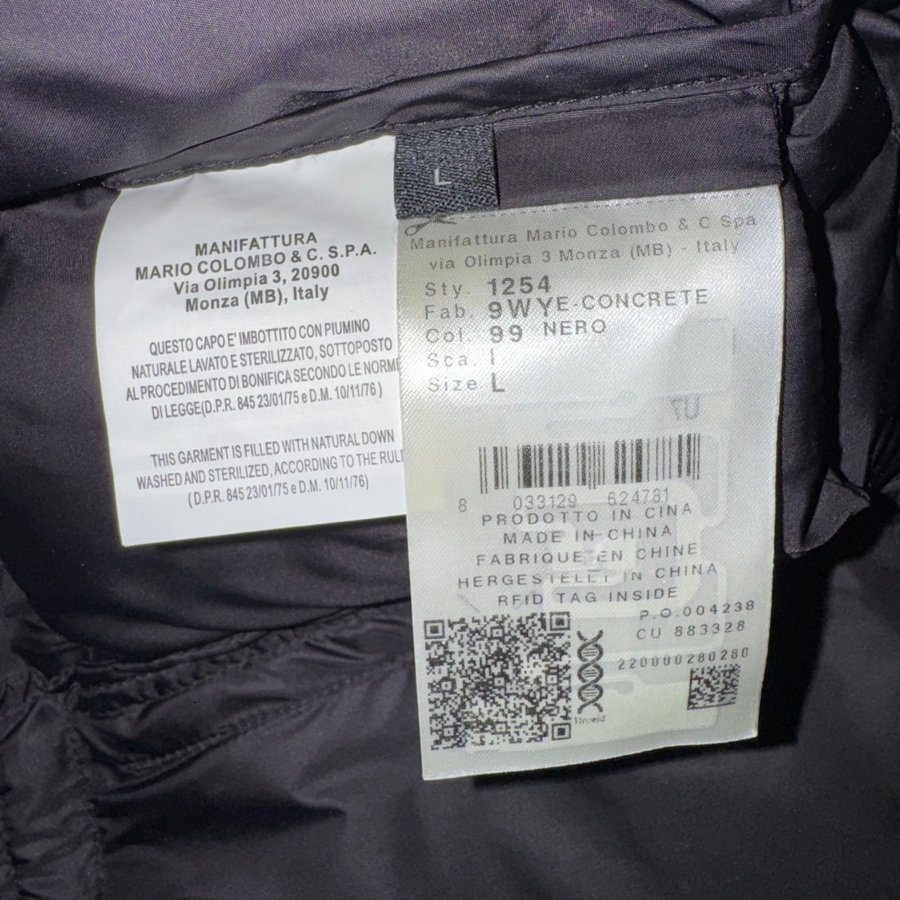 L
MANIFATTURA
MARIO COLOMBO & C. S.P.A.
Via Olimpia 3, 20900
Monza (MB), Italy
QUESTO CAPO E' IMBOTTITO CON PIUMINO
NATURALE LAVATO E STERILIZZATO, SOTTOPOSTO
AL PROCEDIMENTO DI BONIFICA SECONDO LE NORME
DI LEGGE(D.P.R. 845 23/01/75 e D.M. 10/11/76 )
THIS GARMENT IS FILLED WITH NATURAL DOWN
WASHED AND STERILIZED, ACCORDING TO THE RUL
( D.P.R. 845 23/01/75 e D.M. 10/11/76)
Manifattura Mario Colombo & C Spa
via Olimpia 3 Monza (MB) - Italy
Sty. 1254
Fab. 9WYE-CONCRETE
Col. 99 NERO
Sca. I
Size L
U7
8 033129 624761
PRODOTTO IN CINA
MADE IN CHINA
FABRIQUE EN CHINE
HERGESTELLT IN CHINA
RFID TAG INSIDE
P.O.004238
CU 883328
220000280280